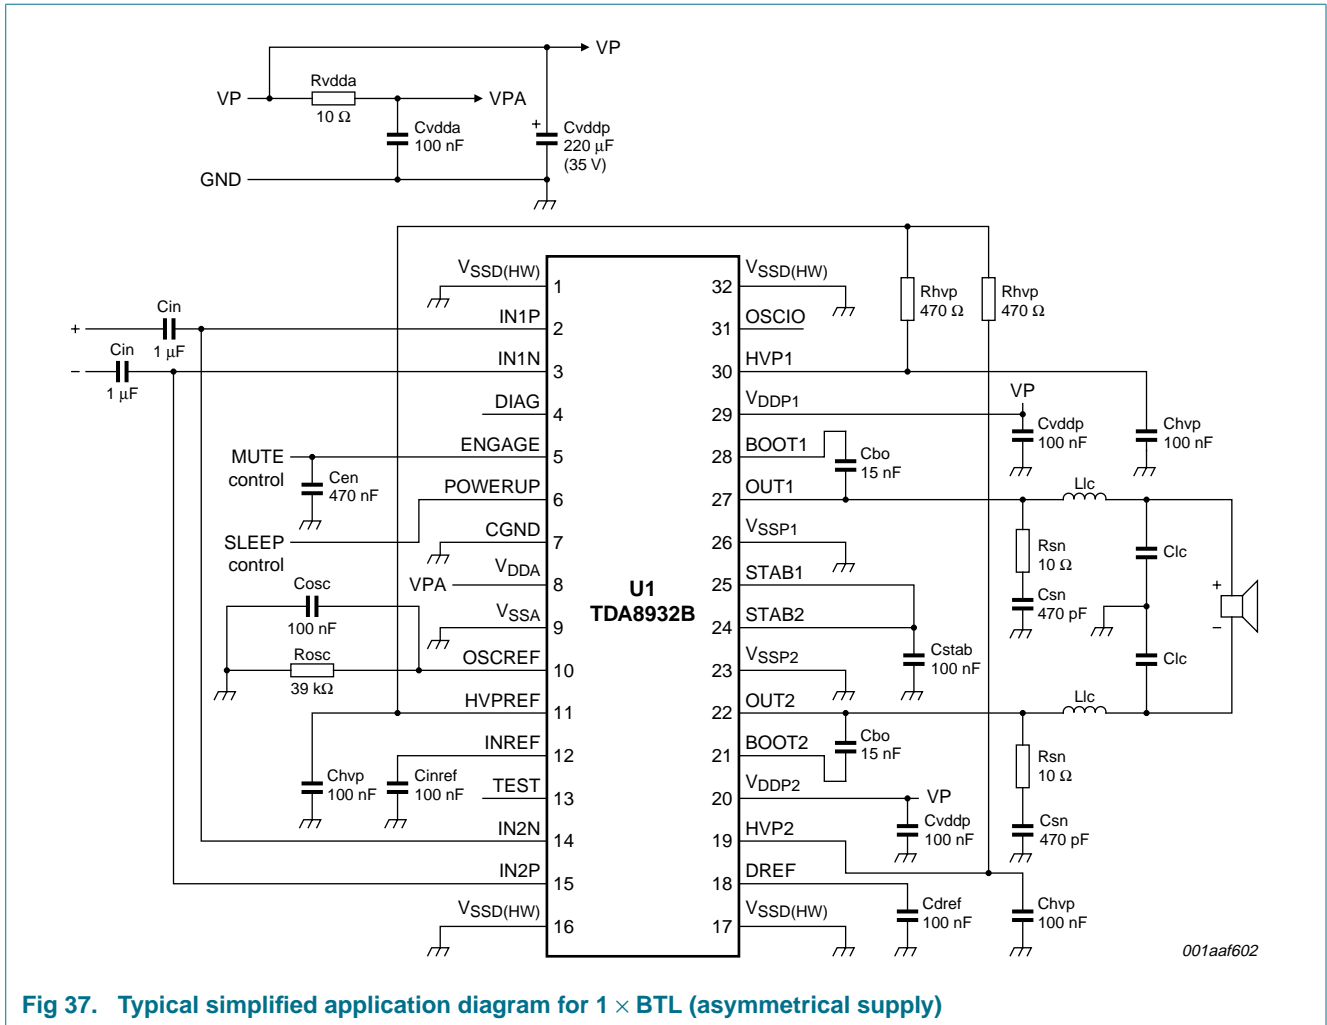 VP
Rvdda
VP
10 Ω
VPA
Cvdda
100 nF
+
Cvddp
220 μF
(35 V)
GND
VSSD(HW)
1
Cin
+
1 μF
IN1P
2
Cin
−
1 μF
IN1N
3
DIAG
4
MUTE
control
ENGAGE
5
Cen
470 nF
POWERUP
6
SLEEP
control
CGND
7
VPA
VDDA
8
Cosc
100 nF
VSSA
9
Rosc
39 kΩ
OSCREF
10
HVPREF
11
INREF
12
Chvp
100 nF
Cinref
100 nF
TEST
13
IN2N
14
IN2P
15
VSSD(HW)
16
U1
TDA8932B
32
VSSD(HW)
31
OSCIO
Rhvp
470 Ω
Rhvp
470 Ω
30
HVP1
29
VDDP1
VP
Cvddp
100 nF
Chvp
100 nF
28
BOOT1
Cbo
15 nF
27
OUT1
Llc
26
VSSP1
Rsn
10 Ω
Csn
470 pF
Clc
25
STAB1
+
−
24
STAB2
Cstab
100 nF
23
VSSP2
Clc
22
OUT2
Llc
21
BOOT2
Cbo
15 nF
Rsn
10 Ω
20
VDDP2
VP
Cvddp
100 nF
Csn
470 pF
19
HVP2
18
DREF
Cdref
100 nF
Chvp
100 nF
17
VSSD(HW)
001aaf602
Fig 37. Typical simplified application diagram for 1 × BTL (asymmetrical supply)